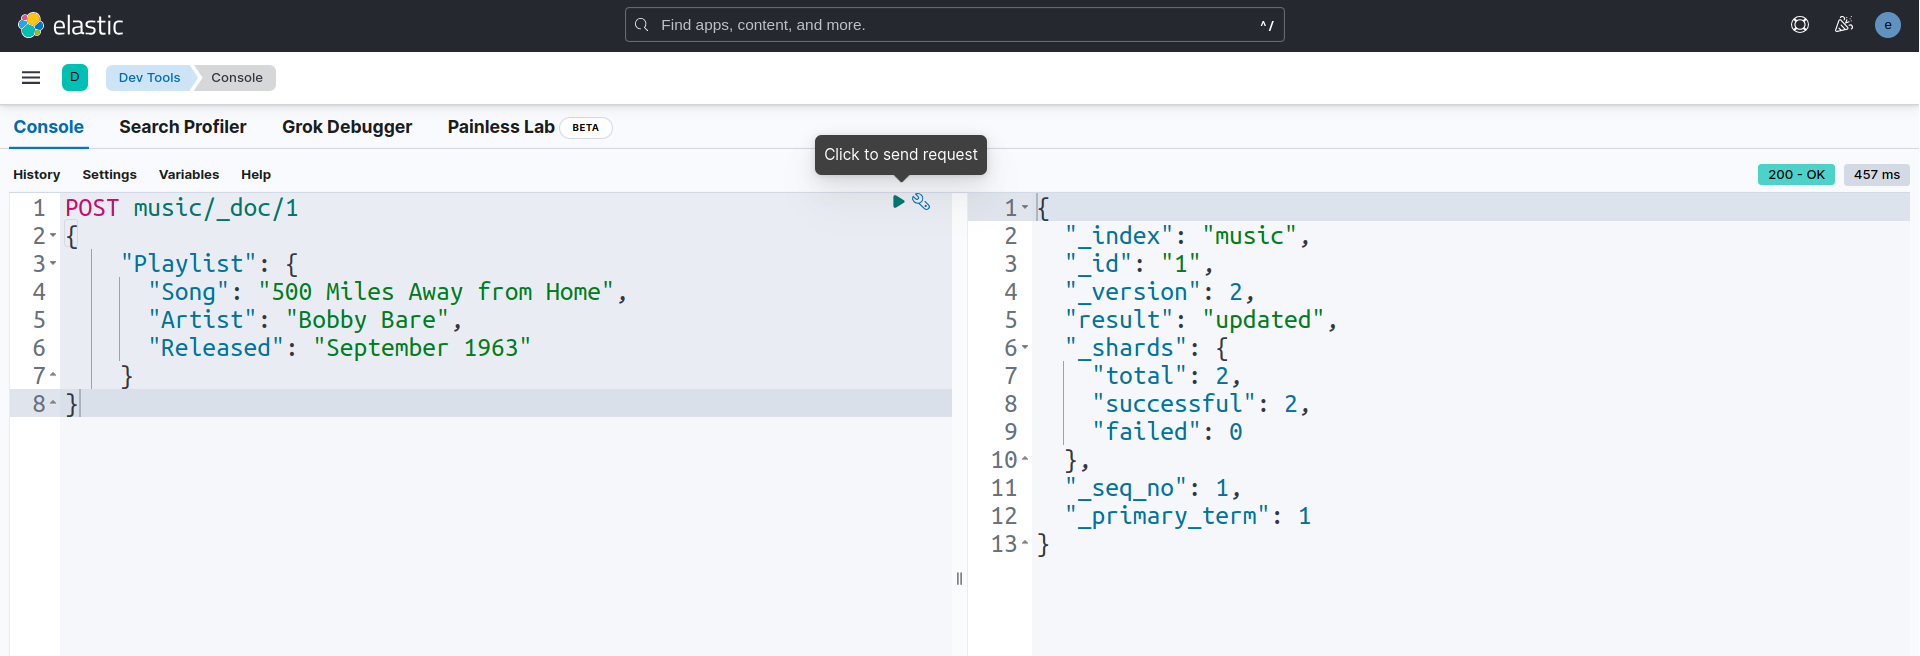 elastic
Find apps, content, and more.
^/
e
D
Dev Tools
Console
Console
Search Profiler
Grok Debugger
Painless Lab
BETA
Click to send request
History
Settings
Variables
Help
200 - OK
457 ms
1 POST music/_doc/1
2 {
3 "Playlist": {
4 "Song": "500 Miles Away from Home",
5 "Artist": "Bobby Bare",
6 "Released": "September 1963"
7 }
8 }
1 {
2 "_index": "music",
3 "_id": "1",
4 "_version": 2,
5 "result": "updated",
6 "_shards": {
7 "total": 2,
8 "successful": 2,
9 "failed": 0
10 },
11 "_seq_no": 1,
12 "_primary_term": 1
13 }